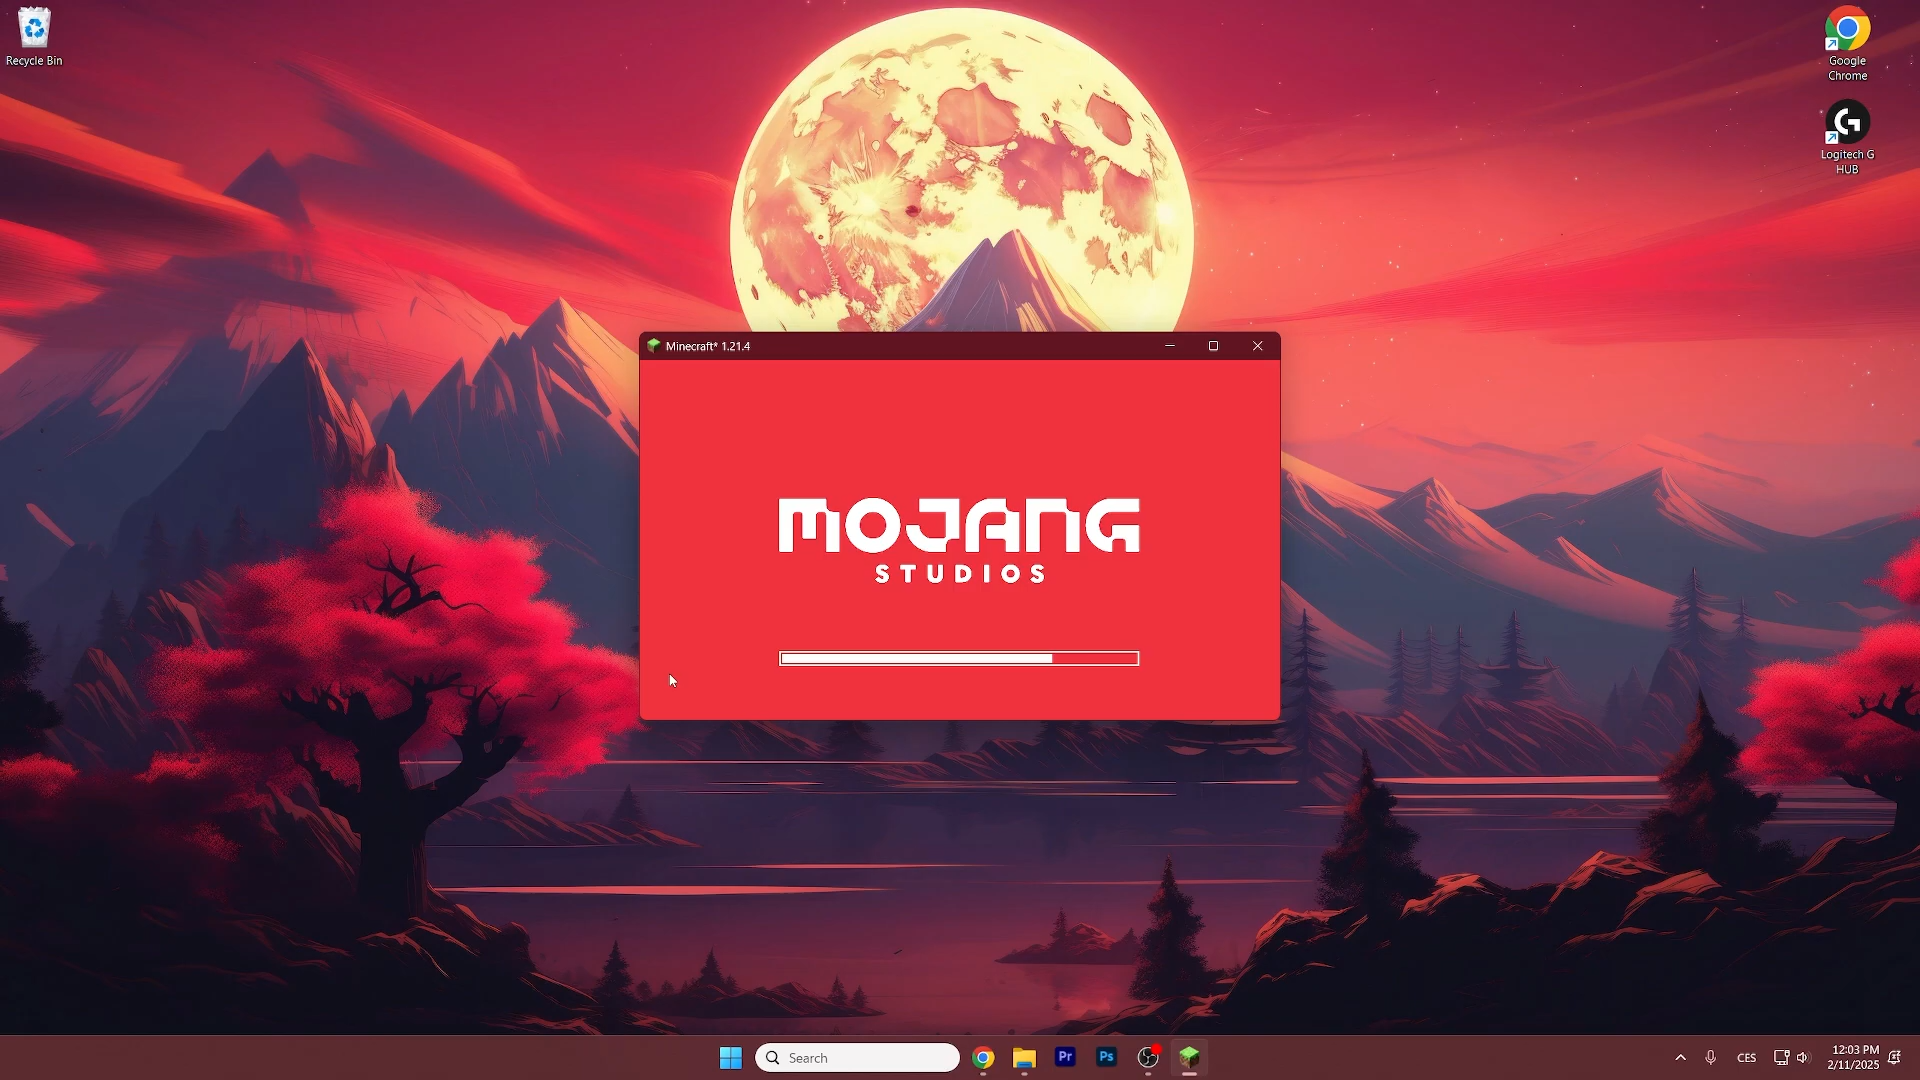 Recycle Bin
Google
Chrome
Logitech G
HUB
Minecraft* 1.21.4
MOJANG
STUDIOS
Search
Pr
Ps
CES
12:03 PM
2/11/2025